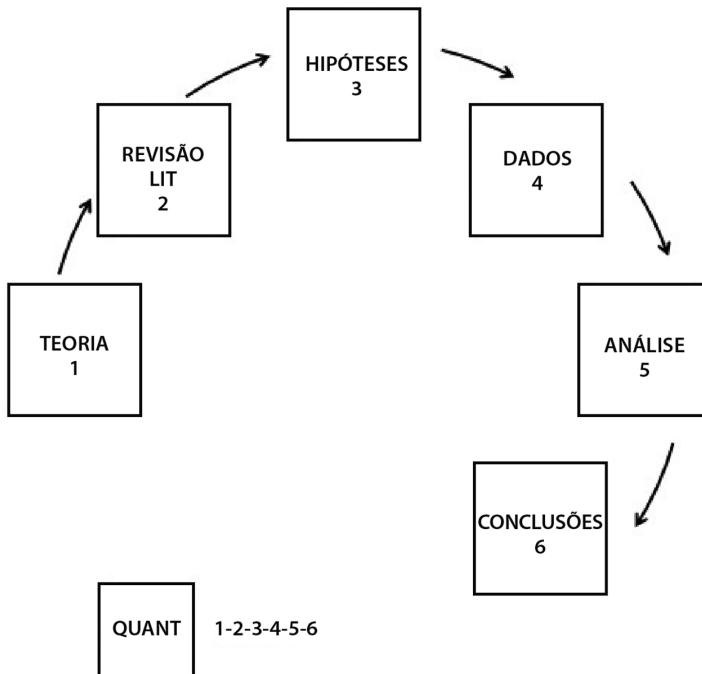 TEORIA
1
REVISÃO
LIT
2
HIPÓTESES
3
DADOS
4
ANÁLISE
5
CONCLUSÕES
6
QUANT 1-2-3-4-5-6